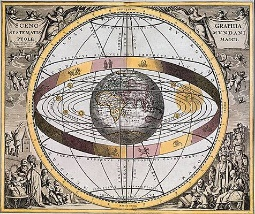 SCENO
SYSTEMATIS
PTOLE
GRAPHIA
MUNDANI
MAICI